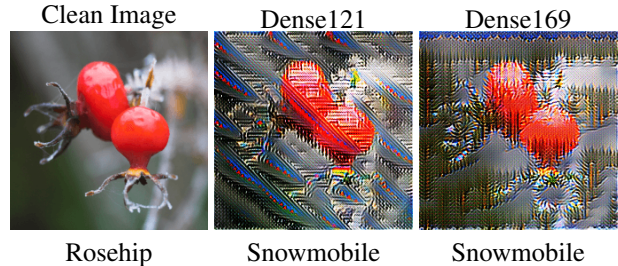 Clean Image
Dense121
Dense169
Rosehip
Snowmobile
Snowmobile